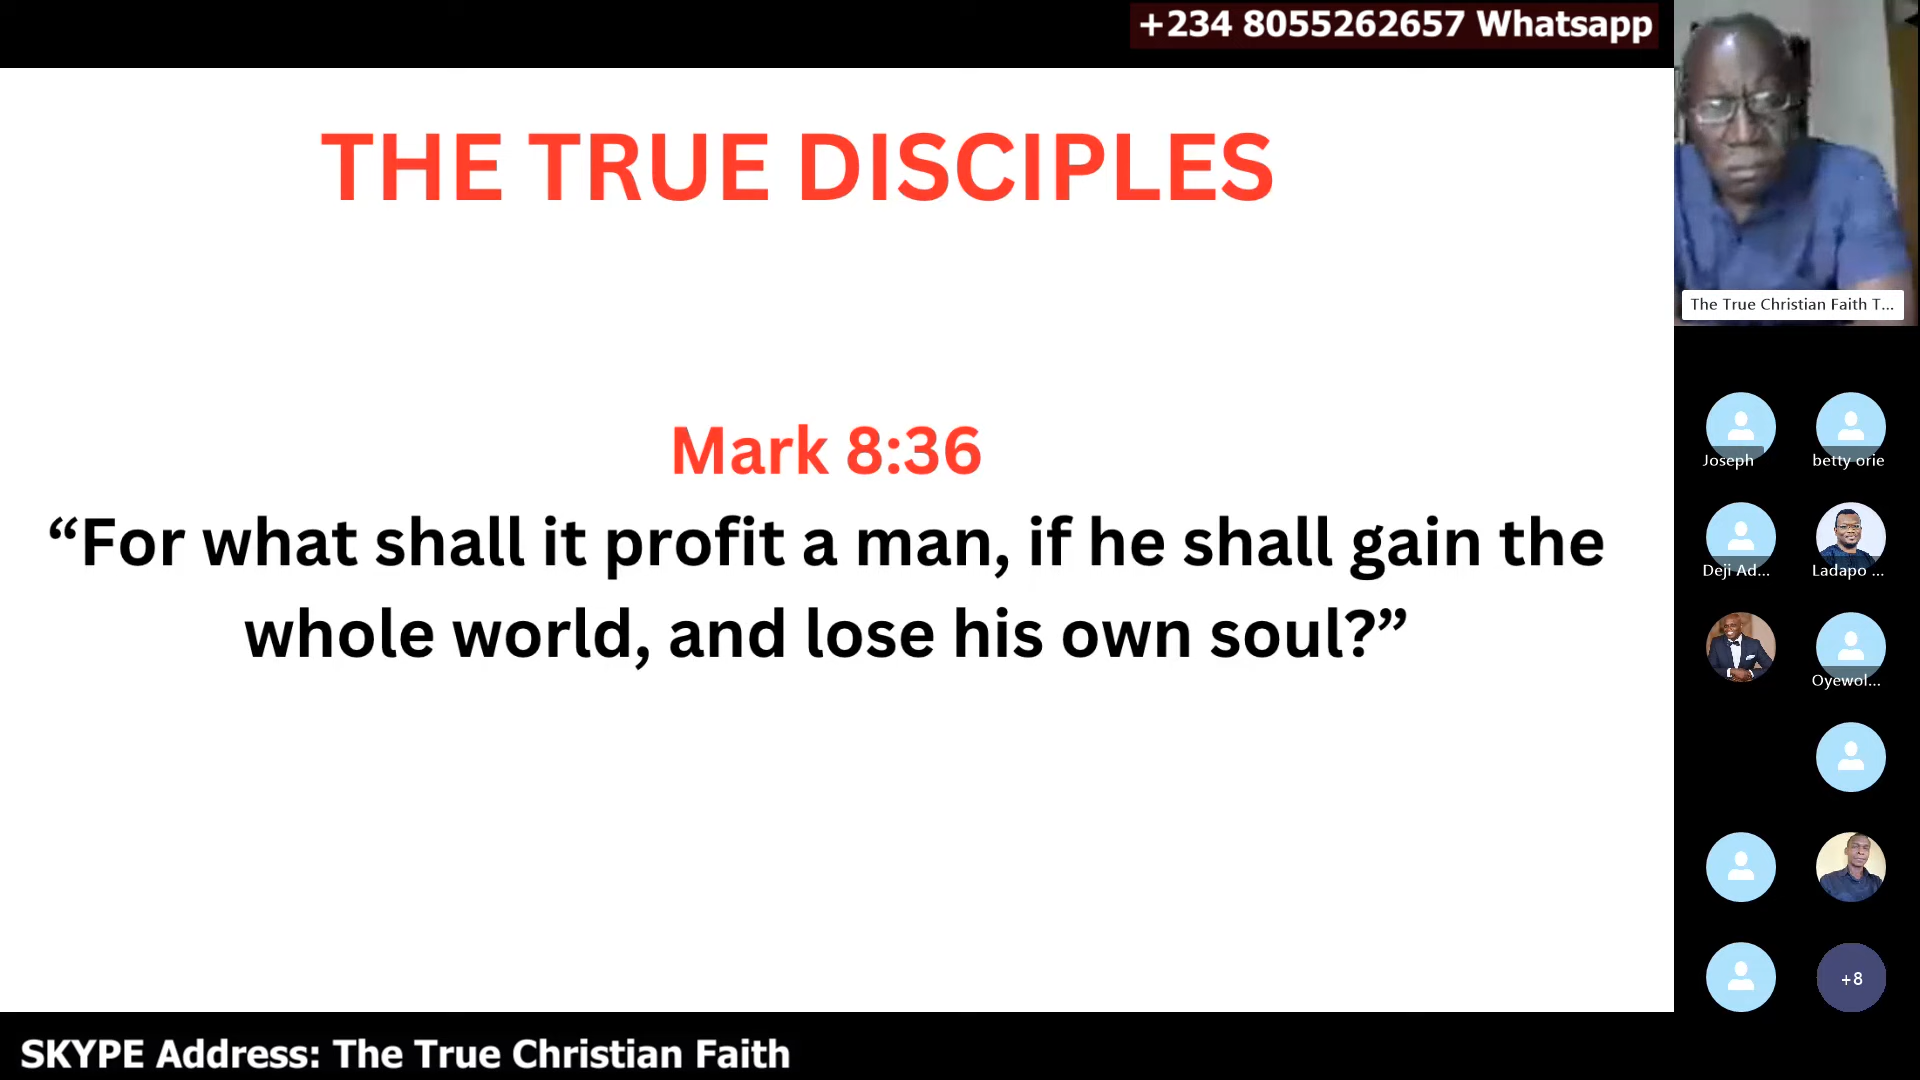 +234 8055262657 Whatsapp
THE TRUE DISCIPLES
Mark 8:36
“For what shall it profit a man, if he shall gain the
whole world, and lose his own soul?”
The True Christian Faith T...
Joseph
betty orie
Deji Ad...
Ladapo ...
Oyewol...
+8
SKYPE Address: The True Christian Faith